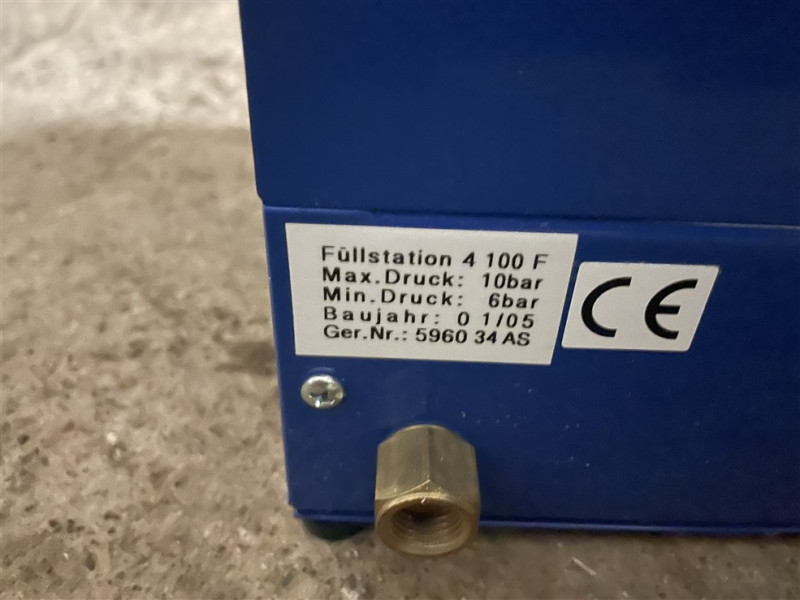 Füllstation 4 100 F
Max.Druck: 10bar
Min.Druck: 6bar
Baujahr: 0 1/05
Ger.Nr.: 5960 34 AS
CE